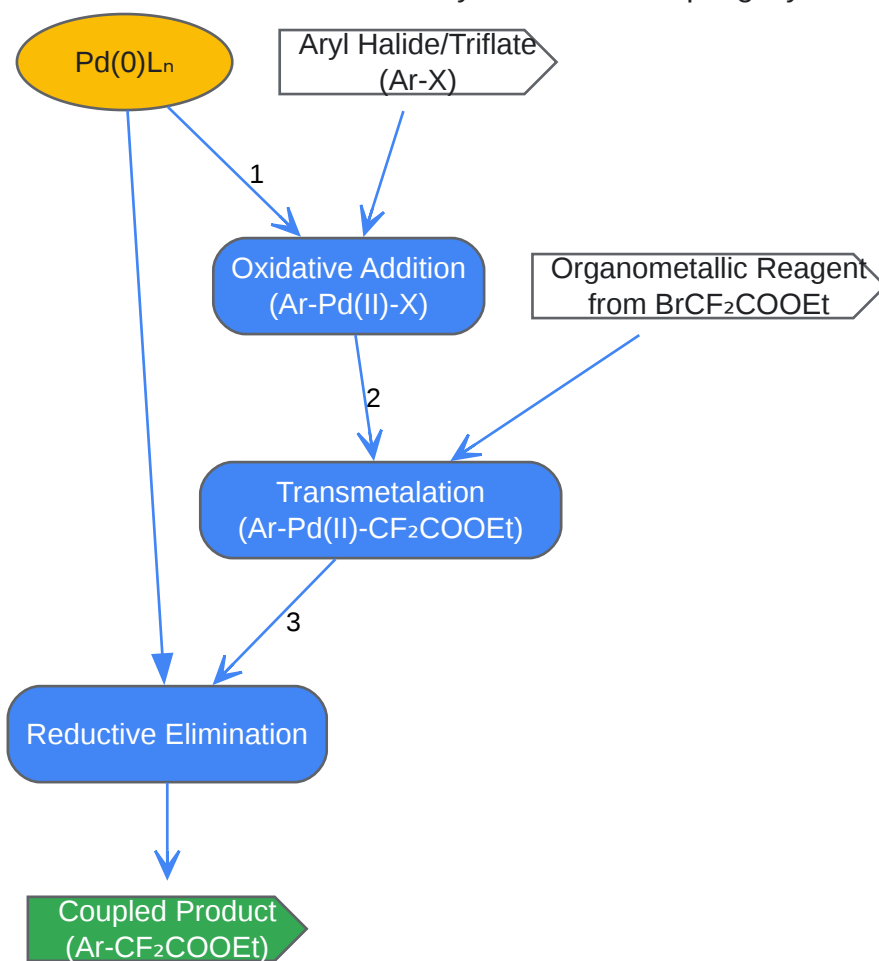 Pd(0)Lₙ
Aryl Halide/Triflate
(Ar-X)
1
Oxidative Addition
(Ar-Pd(II)-X)
Organometallic Reagent
from BrCF₂COOEt
2
Transmetalation
(Ar-Pd(II)-CF₂COOEt)
3
Reductive Elimination
Coupled Product
(Ar-CF₂COOEt)